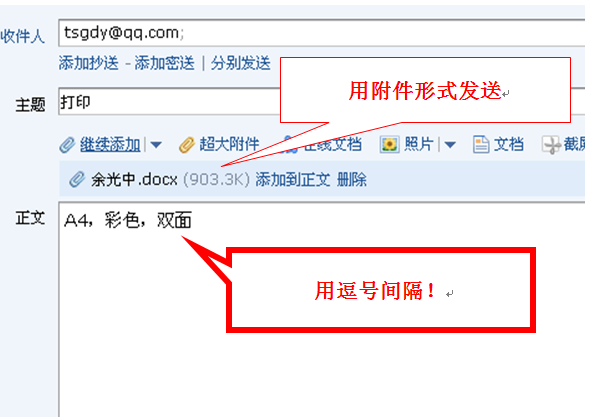 收件人 tsgdy@qq.com;
添加抄送 - 添加密送 | 分别发送
用附件形式发送
主题 打印
继续添加 | 超大附件 在线文档 照片 | 文档 截屏
余光中.docx (903.3K) 添加到正文 删除
正文 A4，彩色，双面
用逗号间隔！